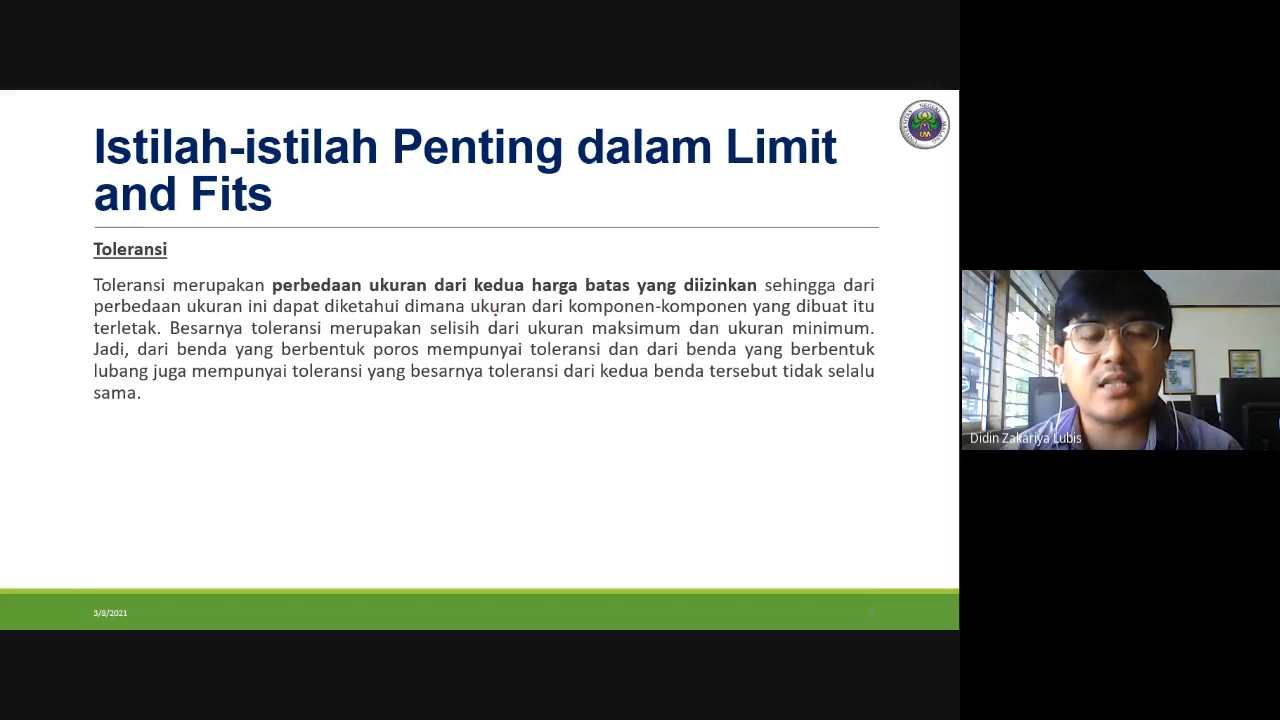 Istilah-istilah Penting dalam Limit
and Fits
Toleransi
Toleransi merupakan perbedaan ukuran dari kedua harga batas yang diizinkan sehingga dari
perbedaan ukuran ini dapat diketahui dimana ukuran dari komponen-komponen yang dibuat itu
terletak. Besarnya toleransi merupakan selisih dari ukuran maksimum dan ukuran minimum.
Jadi, dari benda yang berbentuk poros mempunyai toleransi dan dari benda yang berbentuk
lubang juga mempunyai toleransi yang besarnya toleransi dari kedua benda tersebut tidak selalu
sama.
3/8/2021
Didin Zakariya Lubis